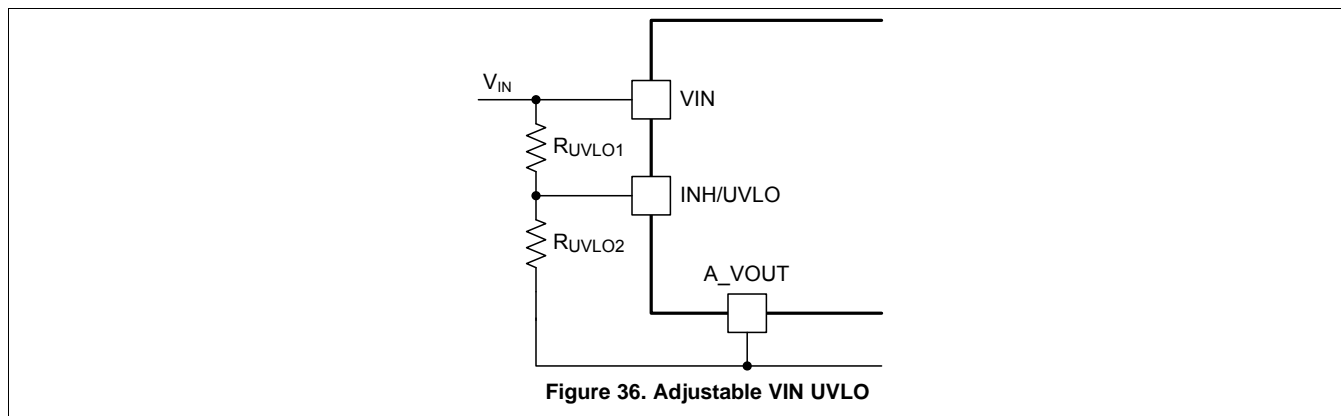 V_IN
VIN
R_UVLO1
INH/UVLO
R_UVLO2
A_VOUT
Figure 36. Adjustable VIN UVLO